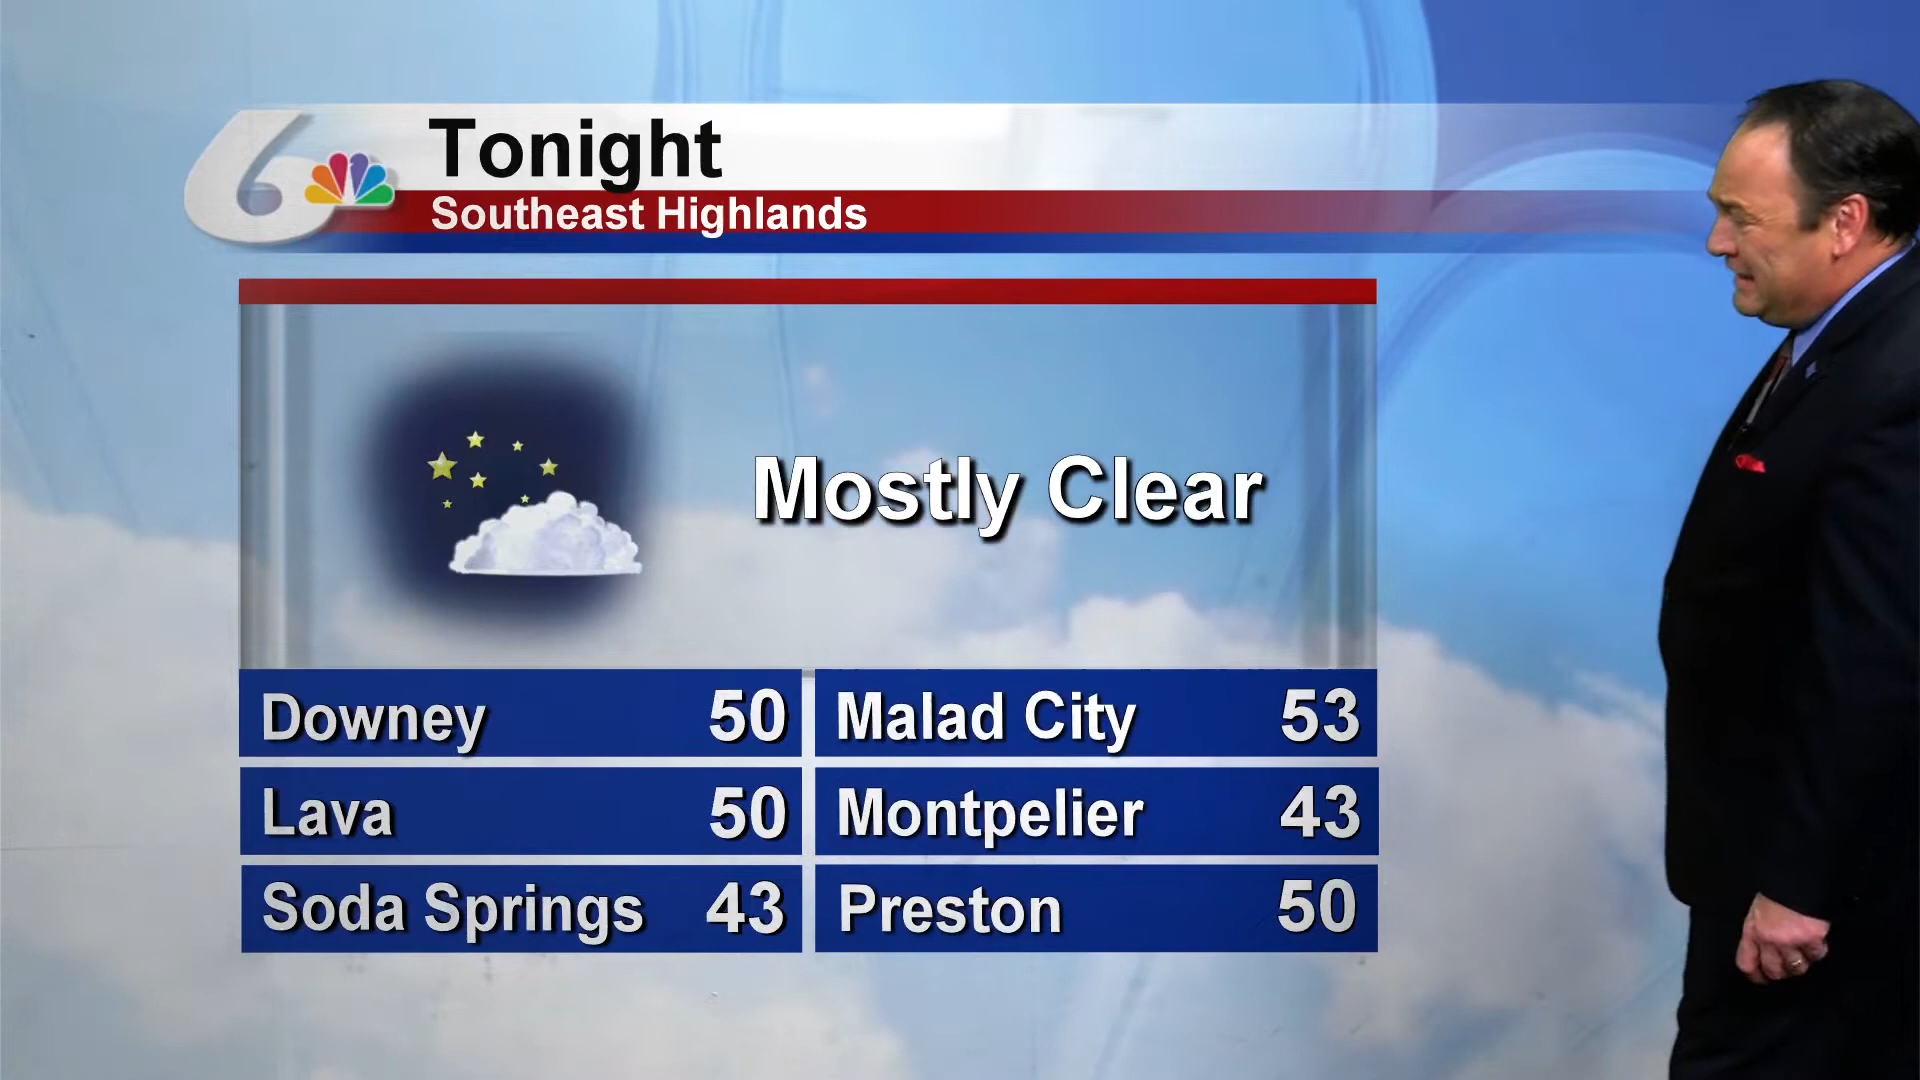 6
Tonight
Southeast Highlands
Mostly Clear
Downey 50 Malad City 53
Lava 50 Montpelier 43
Soda Springs 43 Preston 50